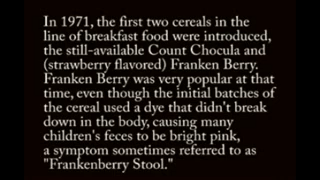 In 1971, the first two cereals in the
line of breakfast food were introduced,
the still-available Count Chocula and
(strawberry flavored) Franken Berry.
Franken Berry was very popular at that
time, even though the initial batches of
the cereal used a dye that didn't break
down in the body, causing many
children's feces to be bright pink,
a symptom sometimes referred to as
"Frankenberry Stool."